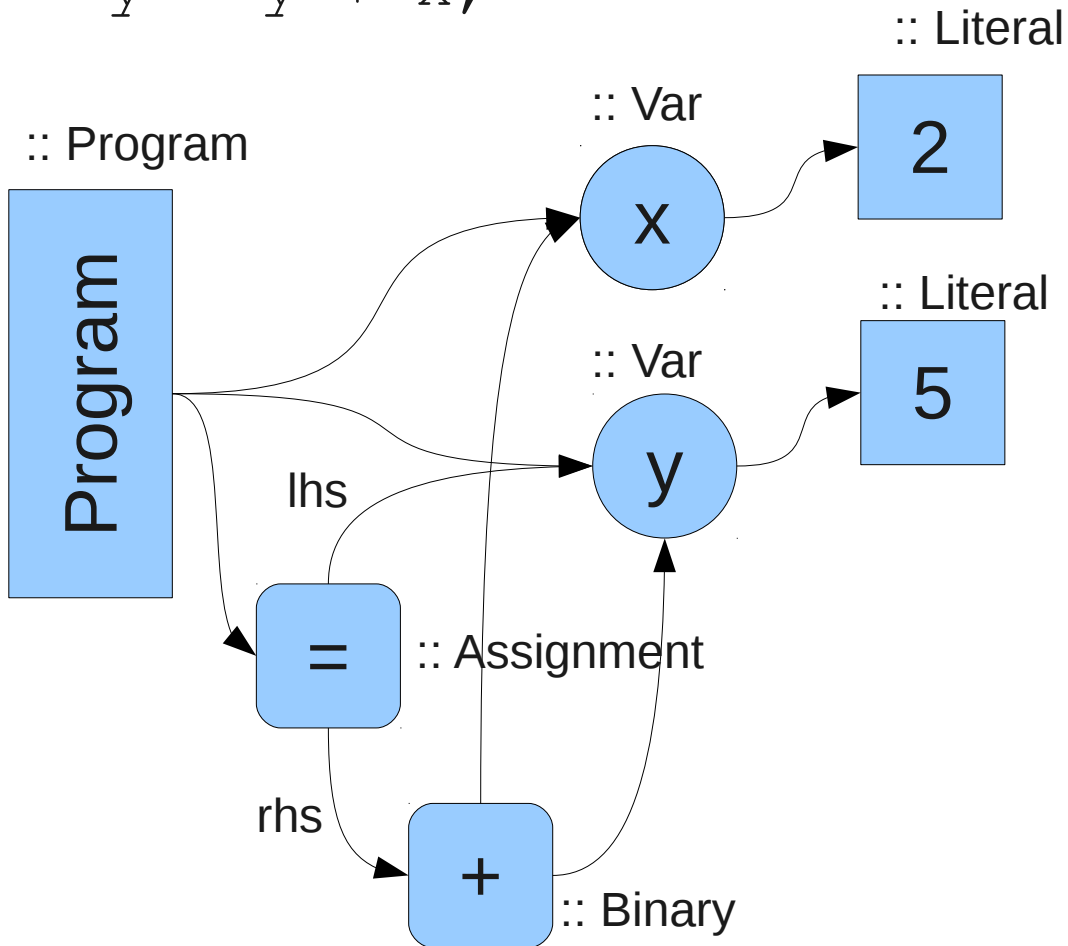 :: Literal
:: Var
2
:: Program
x
Program
:: Literal
:: Var
5
y
lhs
=
:: Assignment
rhs
+
:: Binary